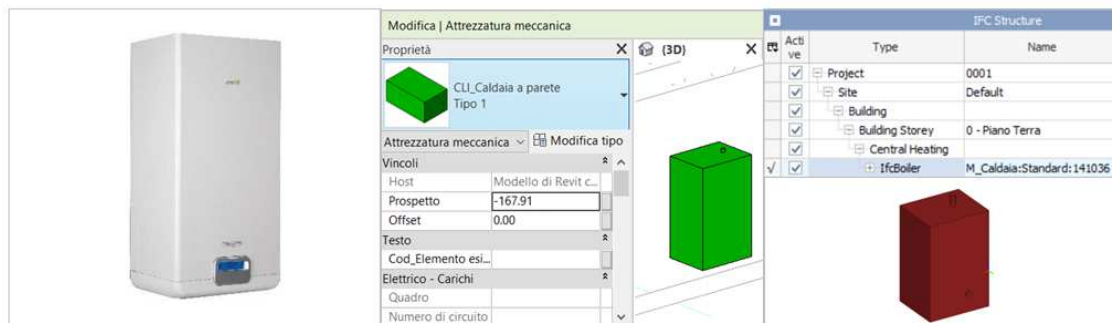 Modifica | Attrezzatura meccanica
Proprietà
{3D}
CLI_Caldaia a parete
Tipo 1
Attrezzatura meccanica
Modifica tipo
Vincoli
Host Modello di Revit c...
Prospetto -167.91
Offset 0.00
Testo
Cod_Elemento esi...
Elettrico - Carichi
Quadro
Numero di circuito
IFC Structure
Acti
ve
Type Name
Project 0001
Site Default
Building
Building Storey 0 - Piano Terra
Central Heating
IfcBoiler M_Caldaia:Standard:141036